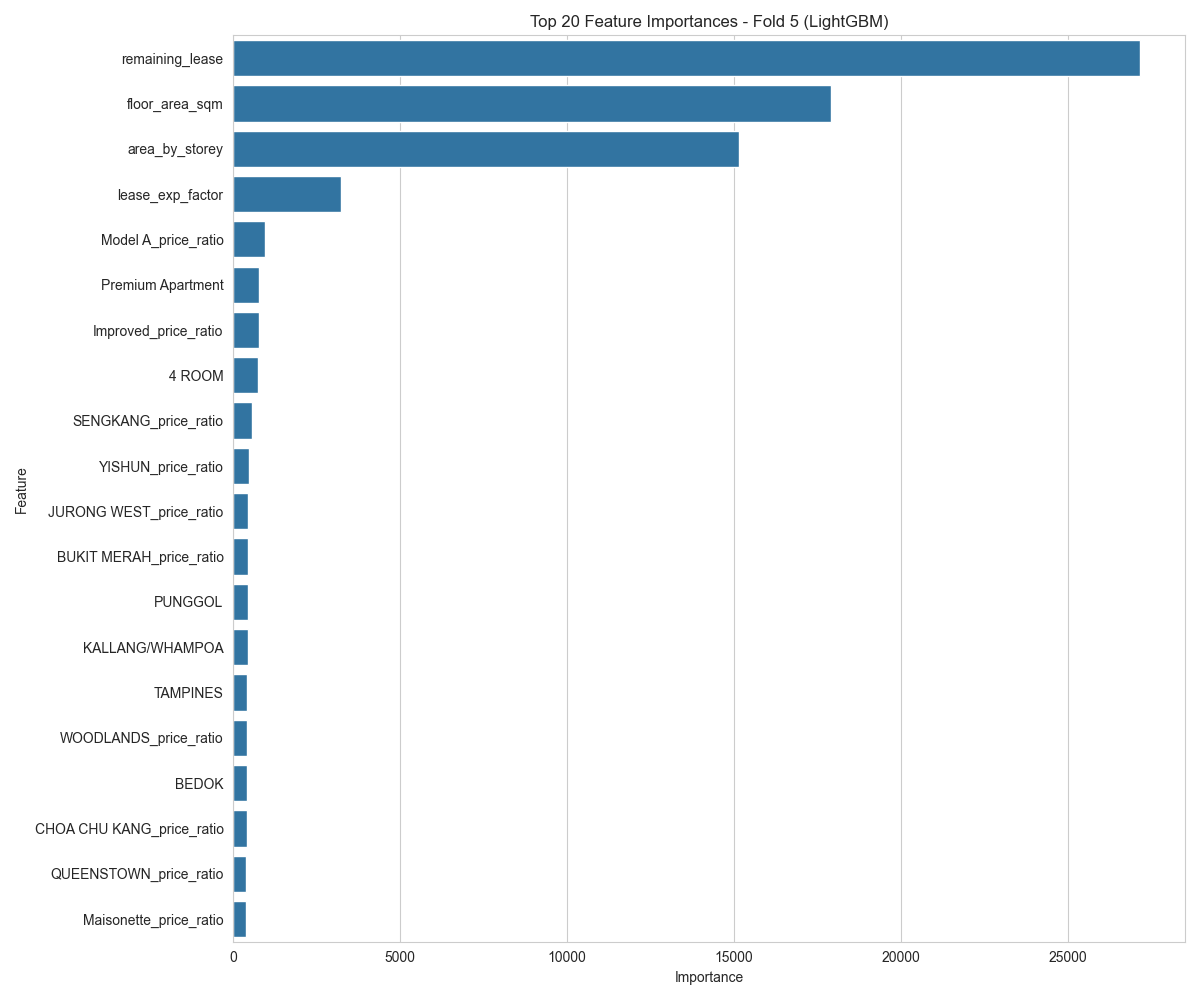 Top 20 Feature Importances - Fold 5 (LightGBM)
remaining_lease
floor_area_sqm
area_by_storey
lease_exp_factor
Model A_price_ratio
Premium Apartment
Improved_price_ratio
4 ROOM
SENGKANG_price_ratio
YISHUN_price_ratio
JURONG WEST_price_ratio
BUKIT MERAH_price_ratio
PUNGGOL
KALLANG/WHAMPOA
TAMPINES
WOODLANDS_price_ratio
BEDOK
CHOA CHU KANG_price_ratio
QUEENSTOWN_price_ratio
Maisonette_price_ratio
Feature
0 5000 10000 15000 20000 25000
Importance